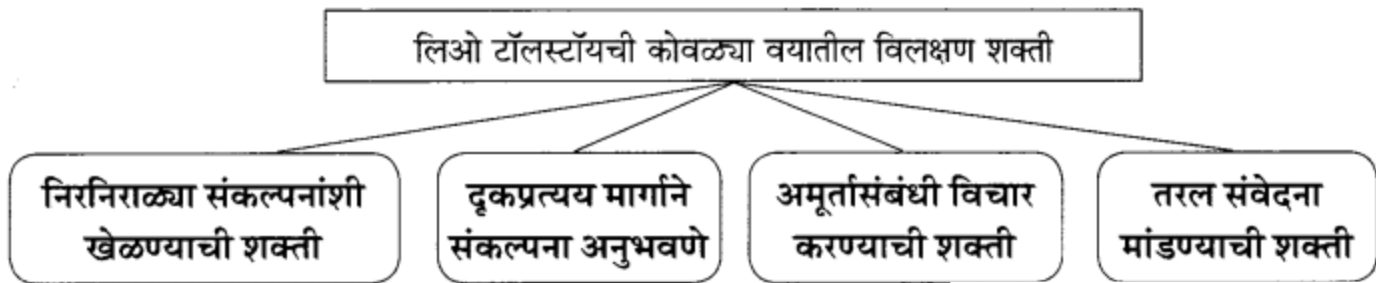 लिओ टॉलस्टॉयची कोवळ्या वयातील विलक्षण शक्ती
निरनिराळ्या संकल्पनांशी
खेळण्याची शक्ती
दृकप्रत्यय मार्गाने
संकल्पना अनुभवणे
अमूर्तासंबंधी विचार
करण्याची शक्ती
तरल संवेदना
मांडण्याची शक्ती